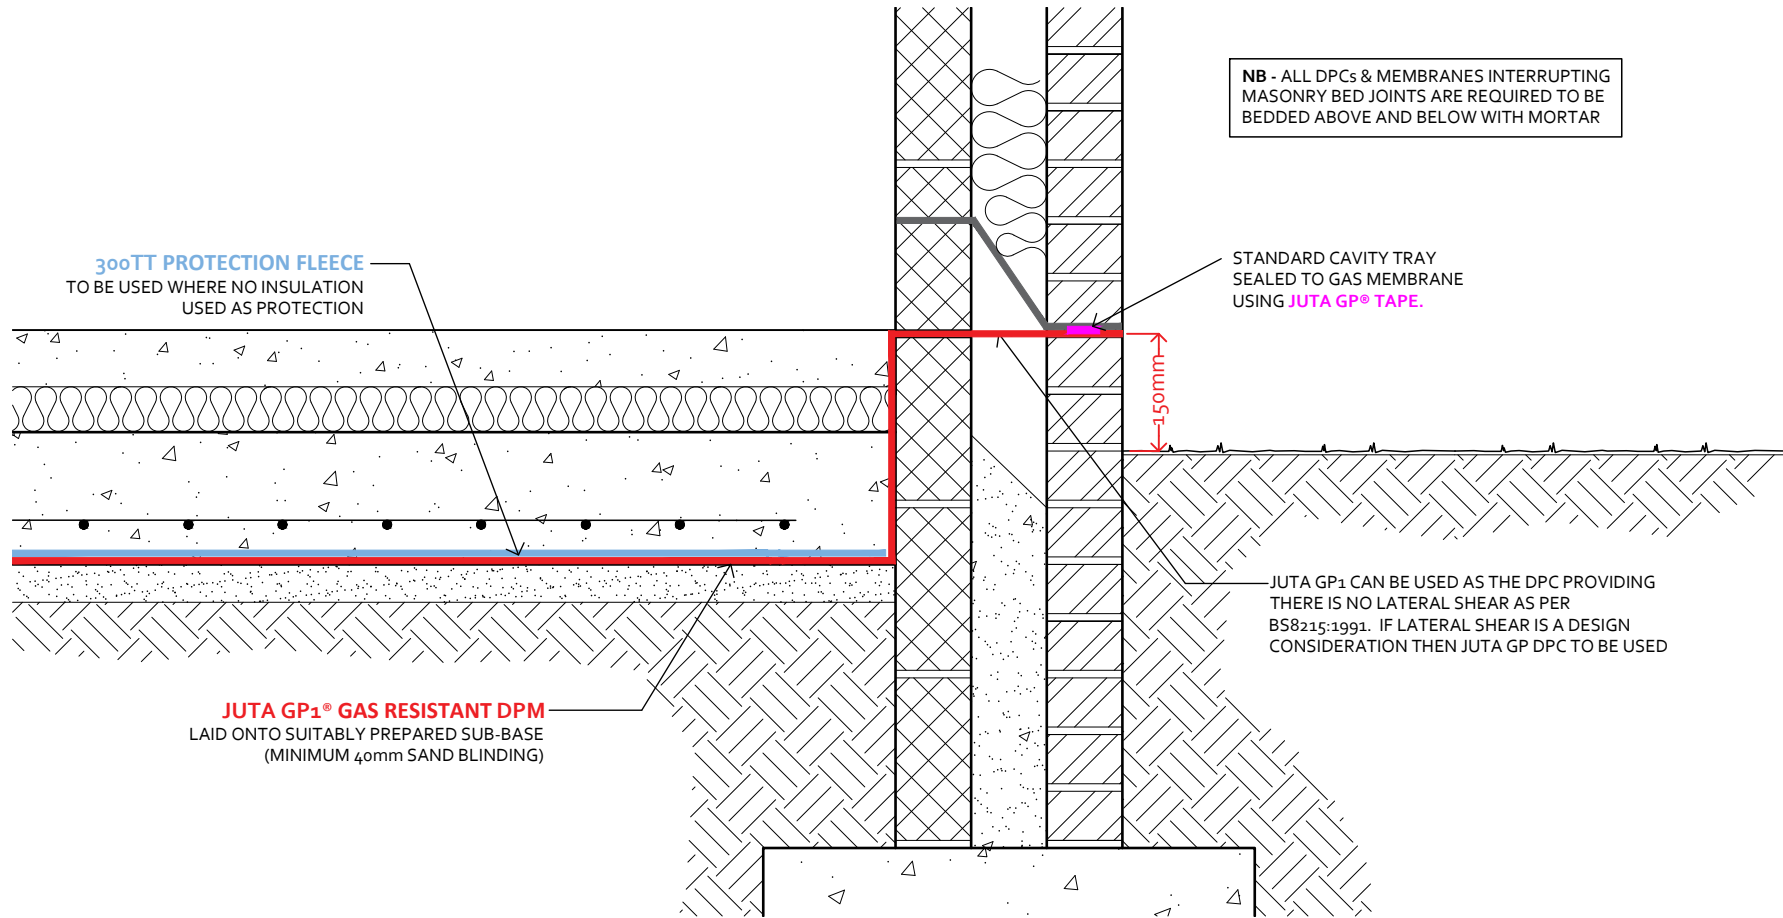 NB - ALL DPCs & MEMBRANES INTERRUPTING
MASONRY BED JOINTS ARE REQUIRED TO BE
BEDDED ABOVE AND BELOW WITH MORTAR
300TT PROTECTION FLEECE
TO BE USED WHERE NO INSULATION
USED AS PROTECTION
STANDARD CAVITY TRAY
SEALED TO GAS MEMBRANE
USING JUTA GP® TAPE.
150mm
JUTA GP1 CAN BE USED AS THE DPC PROVIDING
THERE IS NO LATERAL SHEAR AS PER
BS8215:1991. IF LATERAL SHEAR IS A DESIGN
CONSIDERATION THEN JUTA GP DPC TO BE USED
JUTA GP1® GAS RESISTANT DPM
LAID ONTO SUITABLY PREPARED SUB-BASE
(MINIMUM 40mm SAND BLINDING)